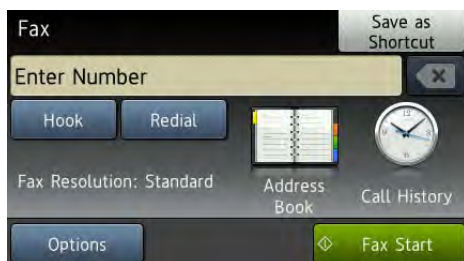 Fax
Save as
Shortcut
Enter Number
Hook
Redial
Fax Resolution: Standard
Address
Book
Call History
Options
Fax Start